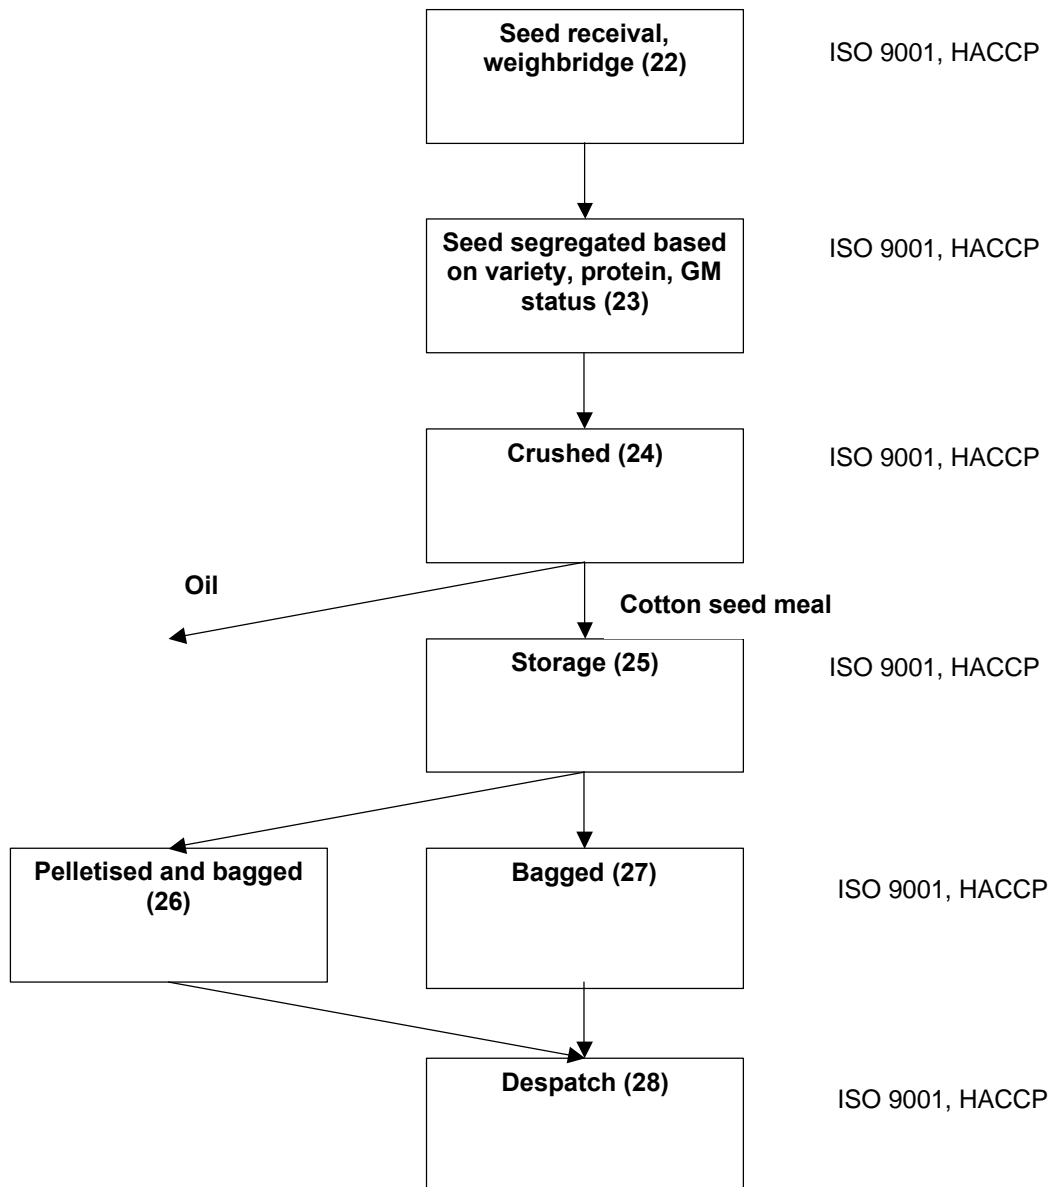 Seed receival,
weighbridge (22)
ISO 9001, HACCP
Seed segregated based
on variety, protein, GM
status (23)
ISO 9001, HACCP
Crushed (24)
ISO 9001, HACCP
Oil
Cotton seed meal
Storage (25)
ISO 9001, HACCP
Pelletised and bagged
(26)
Bagged (27)
ISO 9001, HACCP
Despatch (28)
ISO 9001, HACCP